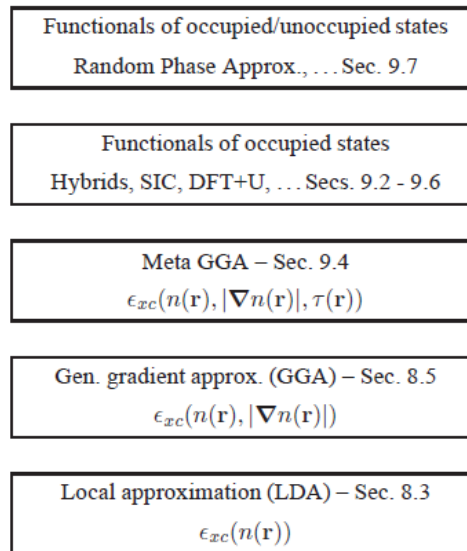 Functionals of occupied/unoccupied states
Random Phase Approx., … Sec. 9.7
Functionals of occupied states
Hybrids, SIC, DFT+U, … Secs. 9.2 - 9.6
Meta GGA – Sec. 9.4
ϵxc(n(r), |∇n(r)|, τ(r))
Gen. gradient approx. (GGA) – Sec. 8.5
ϵxc(n(r), |∇n(r)|)
Local approximation (LDA) – Sec. 8.3
ϵxc(n(r))